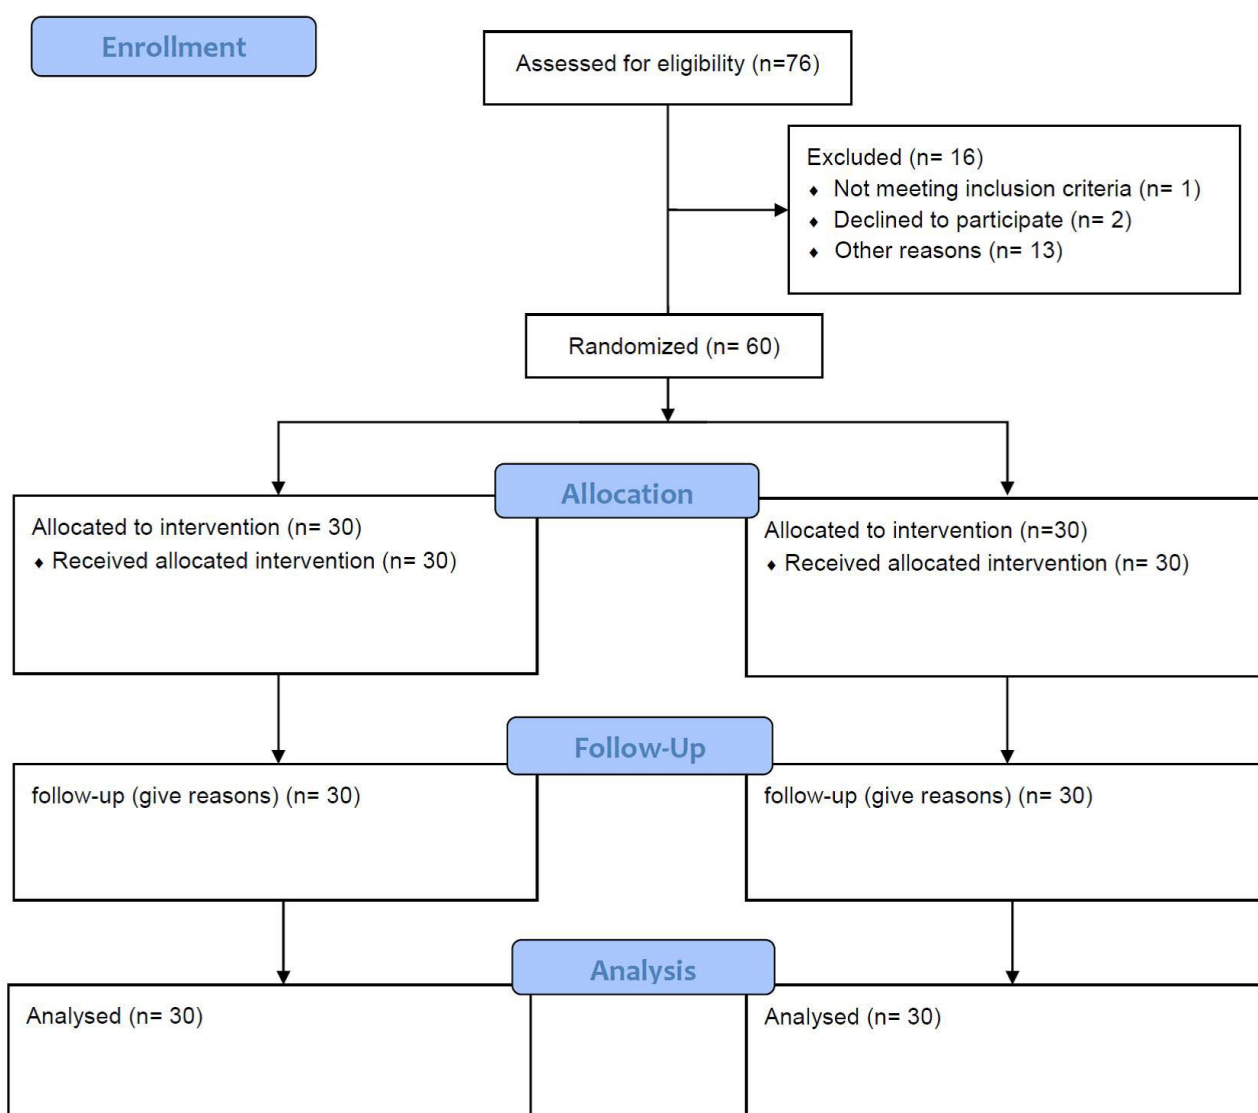 Enrollment
Assessed for eligibility (n=76)
Excluded (n= 16)
♦ Not meeting inclusion criteria (n= 1)
♦ Declined to participate (n= 2)
♦ Other reasons (n= 13)
Randomized (n= 60)
Allocation
Allocated to intervention (n= 30)
♦ Received allocated intervention (n= 30)
Allocated to intervention (n=30)
♦ Received allocated intervention (n= 30)
Follow-Up
follow-up (give reasons) (n= 30)
follow-up (give reasons) (n= 30)
Analysis
Analysed (n= 30)
Analysed (n= 30)